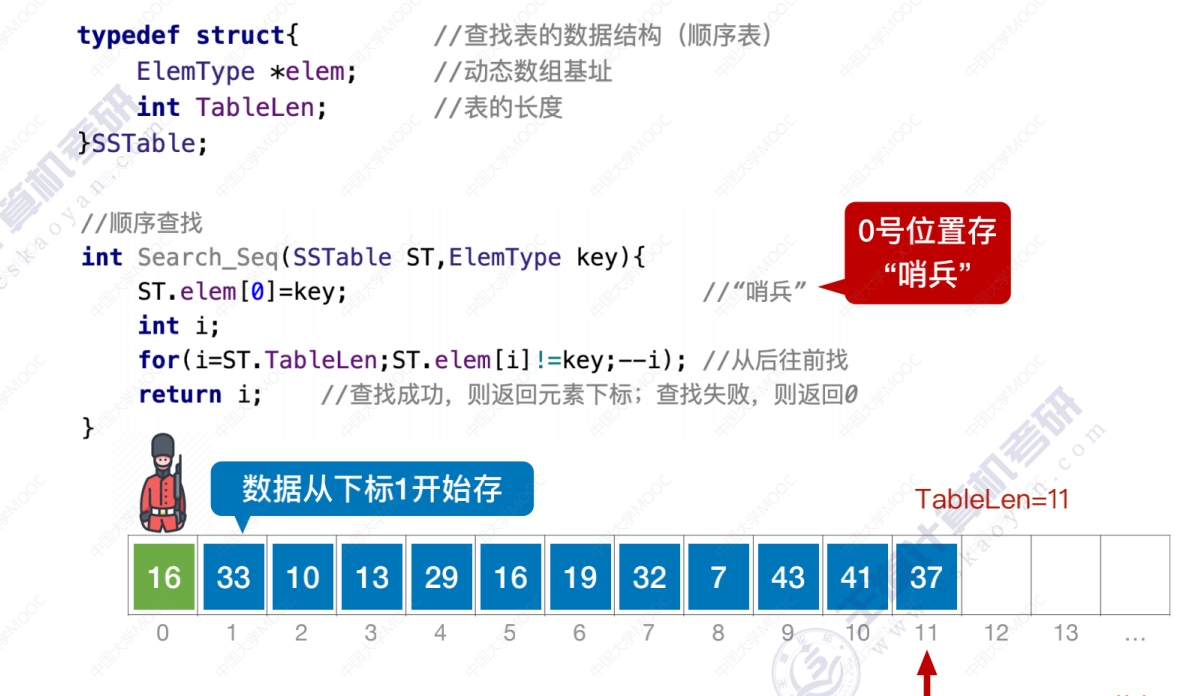 typedef struct{ //查找表的数据结构（顺序表）
ElemType *elem; //动态数组基址
int TableLen; //表的长度
}SSTable;
//顺序查找
int Search_Seq(SSTable ST,ElemType key){
ST.elem[0]=key; //“哨兵”
0号位置存
“哨兵”
int i;
for(i=ST.TableLen;ST.elem[i]!=key;--i); //从后往前找
return i; //查找成功，则返回元素下标；查找失败，则返回0
}
数据从下标1开始存
TableLen=11
16 33 10 13 29 16 19 32 7 43 41 37
0 1 2 3 4 5 6 7 8 9 10 11 12 13 ...